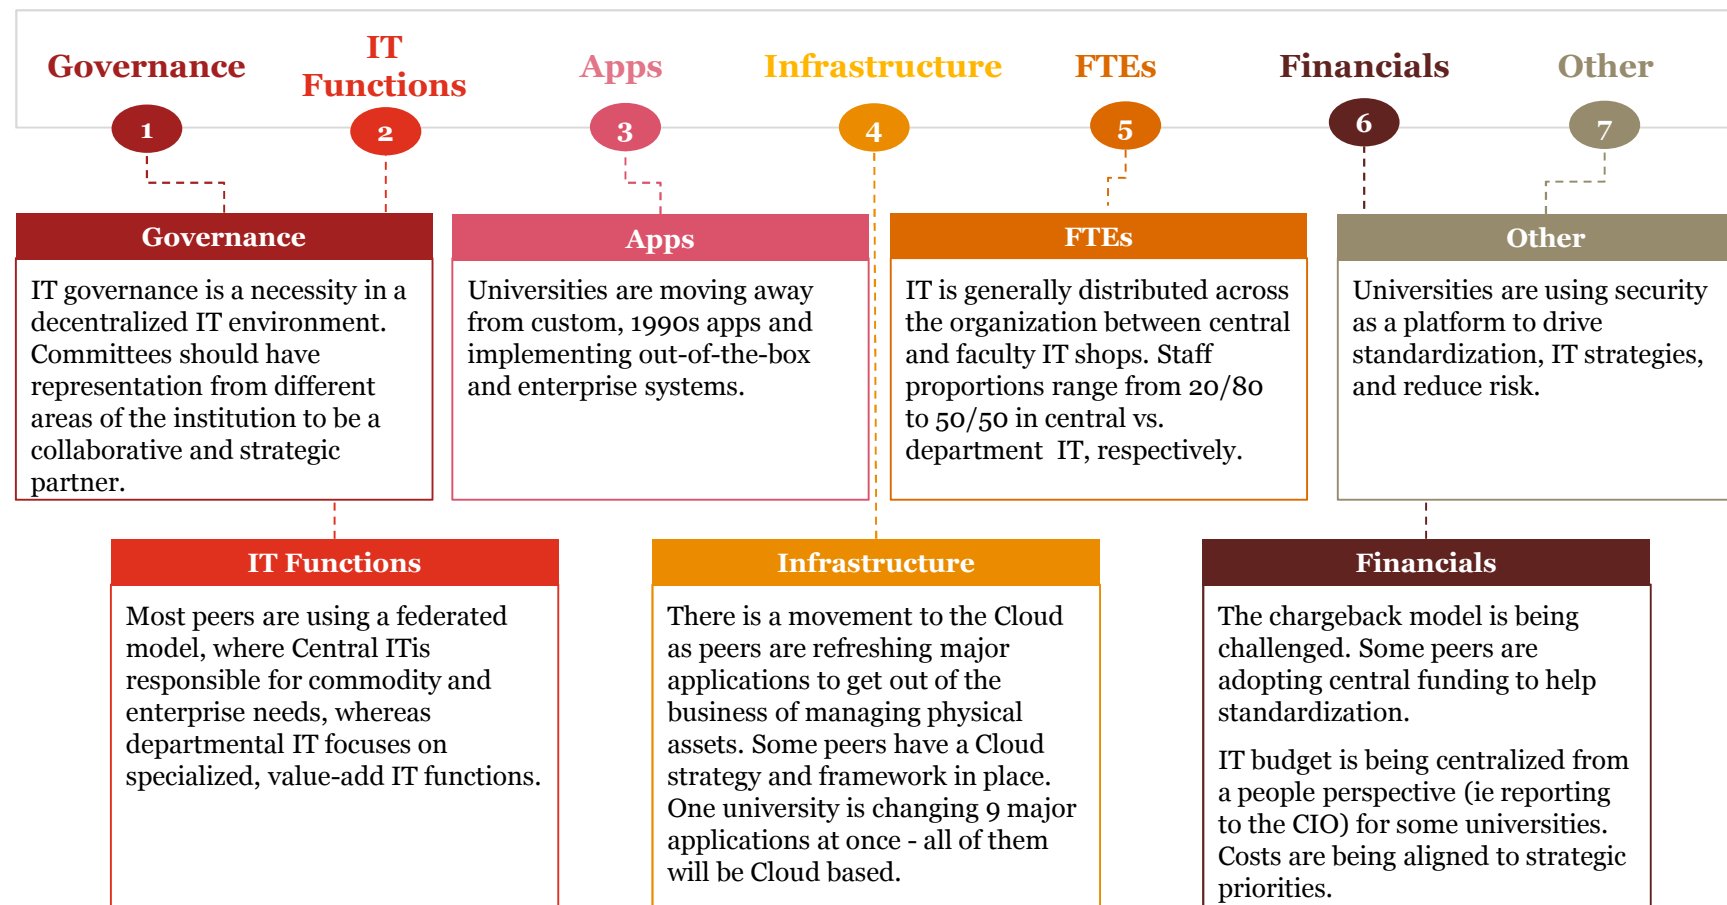 Governance
IT
Functions
Apps
Infrastructure
FTEs
Financials
Other
1
2
3
4
5
6
7
Governance
IT governance is a necessity in a
decentralized IT environment.
Committees should have
representation from different
areas of the institution to be a
collaborative and strategic
partner.
Apps
Universities are moving away
from custom, 1990s apps and
implementing out-of-the-box
and enterprise systems.
FTEs
IT is generally distributed across
the organization between central
and faculty IT shops. Staff
proportions range from 20/80
to 50/50 in central vs.
department  IT, respectively.
Other
Universities are using security
as a platform to drive
standardization, IT strategies,
and reduce risk.
IT Functions
Most peers are using a federated
model, where Central ITis
responsible for commodity and
enterprise needs, whereas
departmental IT focuses on
specialized, value-add IT functions.
Infrastructure
There is a movement to the Cloud
as peers are refreshing major
applications to get out of the
business of managing physical
assets. Some peers have a Cloud
strategy and framework in place.
One university is changing 9 major
applications at once - all of them
will be Cloud based.
Financials
The chargeback model is being
challenged. Some peers are
adopting central funding to help
standardization.
IT budget is being centralized from
a people perspective (ie reporting
to the CIO) for some universities.
Costs are being aligned to strategic
priorities.